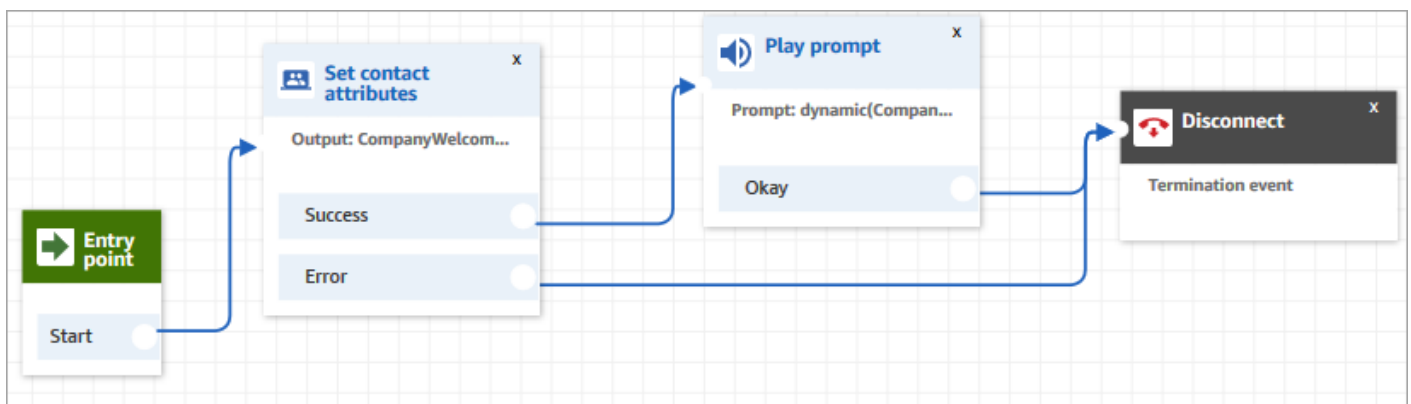 Entry
point
Start
Set contact
attributes
x
Output: CompanyWelcom...
Success
Error
Play prompt
x
Prompt: dynamic(Compan...
Okay
Disconnect
x
Termination event